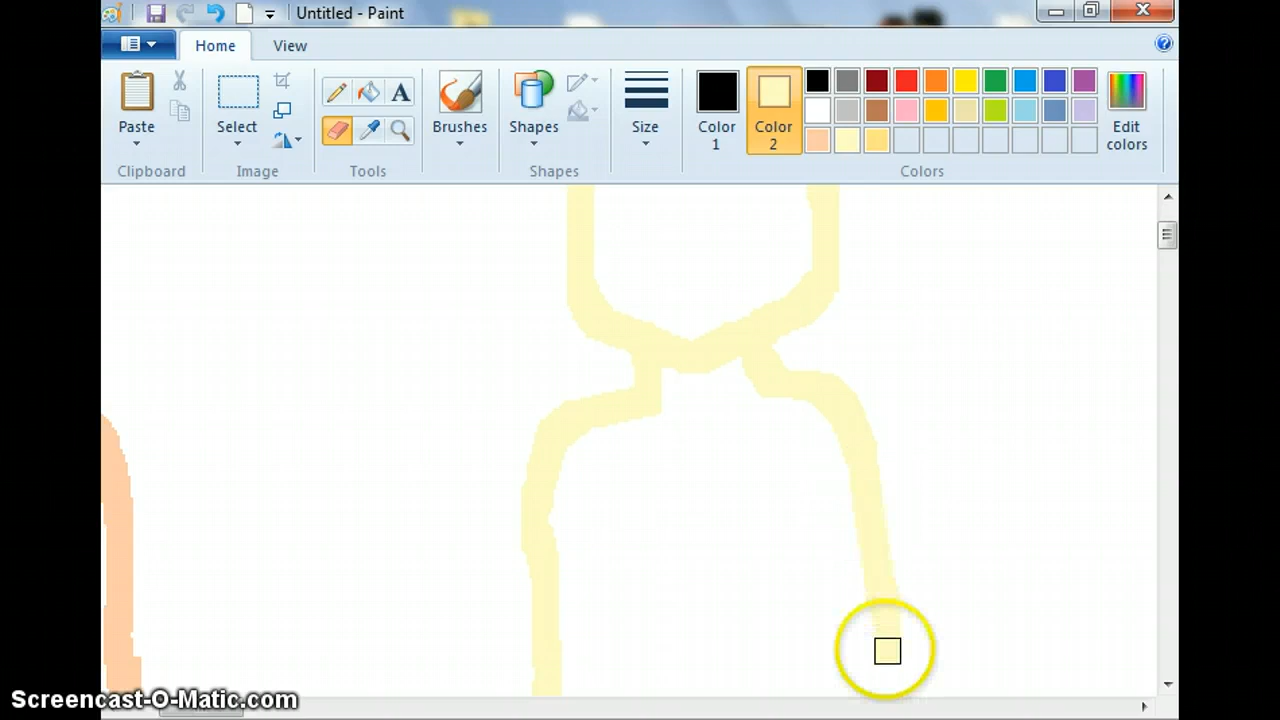 Untitled - Paint
Home View
Paste
Select
A
Brushes
Shapes
Size
Color 1
Color 2
Edit colors
Clipboard Image Tools Shapes Colors
Screencast-O-Matic.com